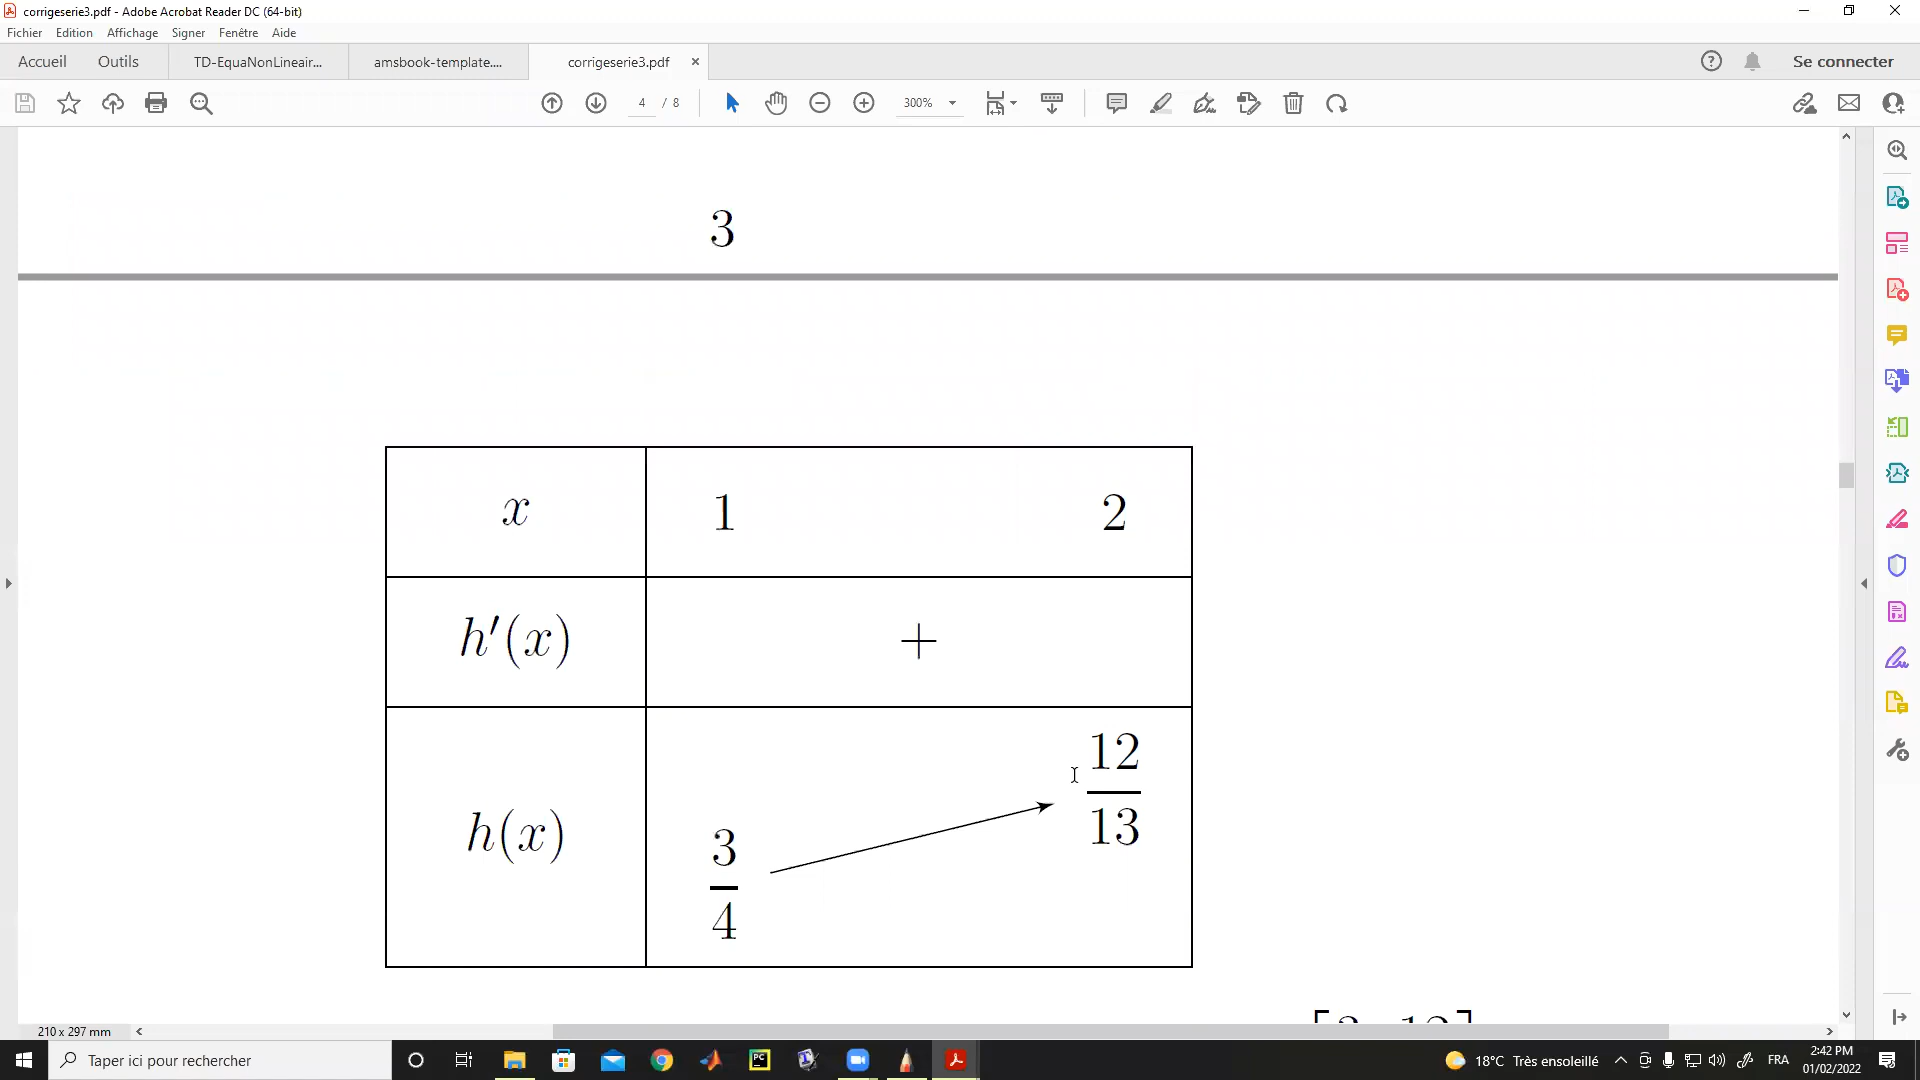 corrigeserie3.pdf - Adobe Acrobat Reader DC (64-bit)
Fichier Edition Affichage Signer Fenêtre Aide
Accueil Outils TD-EquaNonLineair... amsbook-template.... corrigeserie3.pdf × Se connecter
4 / 8 300%
3
x 1 2
h′(x) +
h(x) 3/4 12/13
210 x 297 mm
Taper ici pour rechercher
18°C Très ensoleillé FRA 2:42 PM
01/02/2022